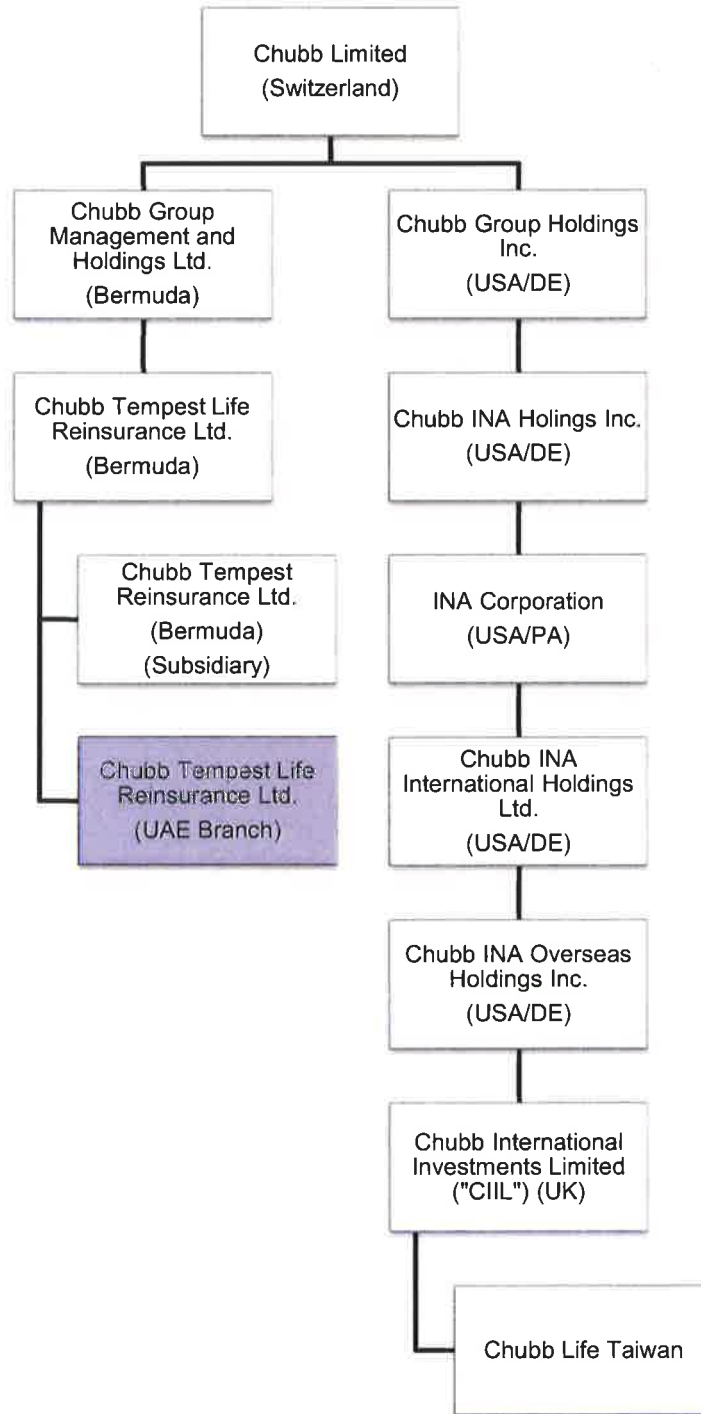 Chubb Limited
(Switzerland)
Chubb Group
Management and
Holdings Ltd.
(Bermuda)
Chubb Group Holdings
Inc.
(USA/DE)
Chubb Tempest Life
Reinsurance Ltd.
(Bermuda)
Chubb INA Holings Inc.
(USA/DE)
Chubb Tempest
Reinsurance Ltd.
(Bermuda)
(Subsidiary)
INA Corporation
(USA/PA)
Chubb Tempest Life
Reinsurance Ltd.
(UAE Branch)
Chubb INA
International Holdings
Ltd.
(USA/DE)
Chubb INA Overseas
Holdings Inc.
(USA/DE)
Chubb International
Investments Limited
("CIIL") (UK)
Chubb Life Taiwan